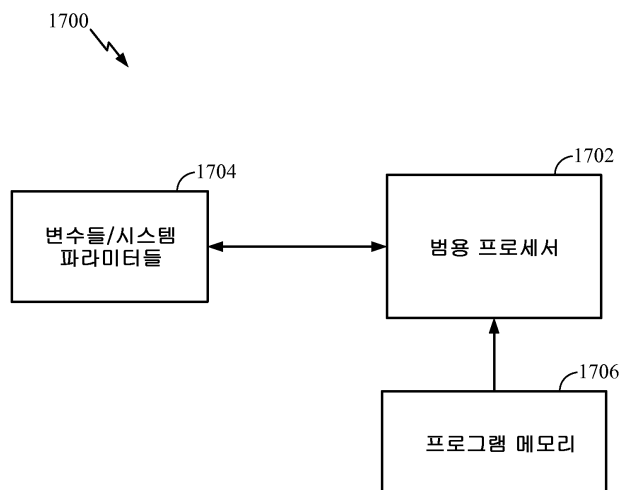 1700
1704
변수들/시스템
파라미터들
1702
범용 프로세서
1706
프로그램 메모리